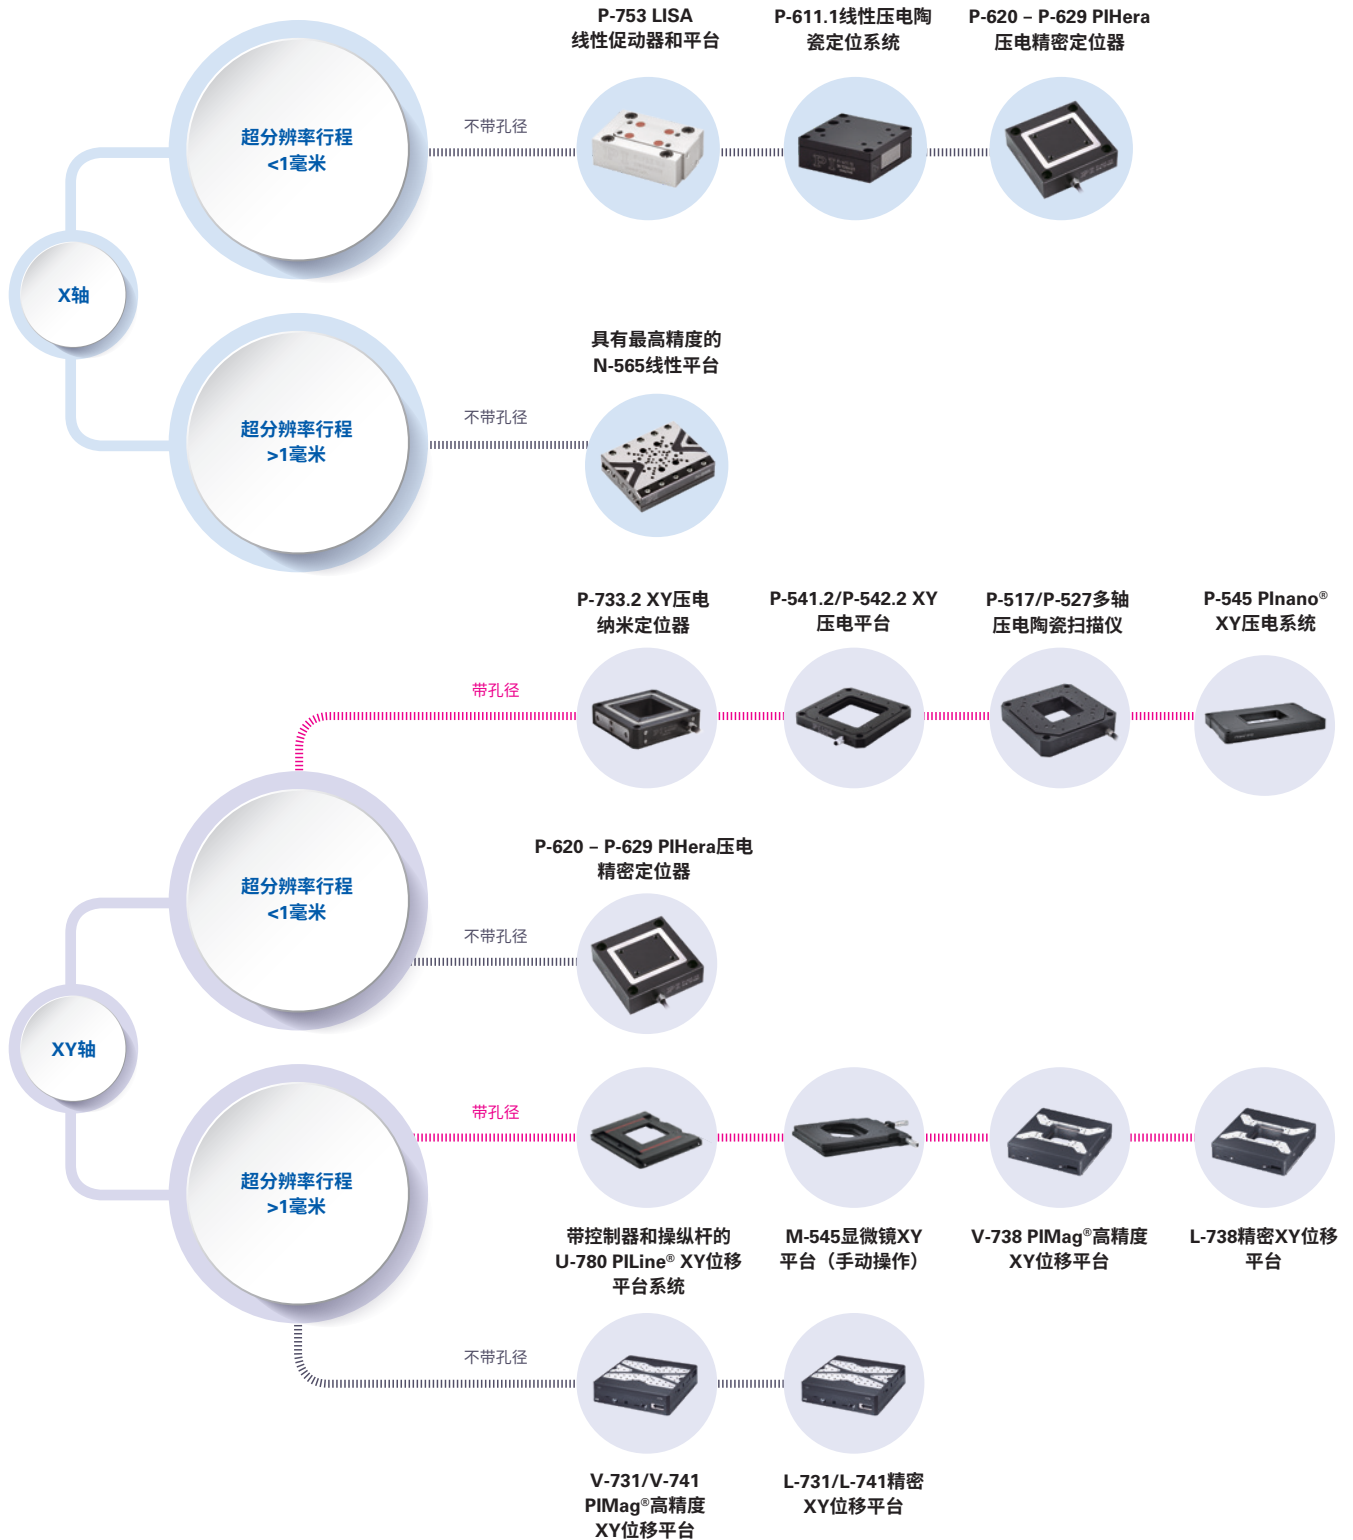 P-753 LISA
线性促动器和平台
P-611.1线性压电陶
瓷定位系统
P-620 – P-629 PIHera
压电精密定位器
超分辨率行程
<1毫米
不带孔径
X轴
具有最高精度的
N-565线性平台
超分辨率行程
>1毫米
不带孔径
P-733.2 XY压电
纳米定位器
P-541.2/P-542.2 XY
压电平台
P-517/P-527多轴
压电陶瓷扫描仪
P-545 PInano®
XY压电系统
带孔径
P-620 – P-629 PIHera压电
精密定位器
超分辨率行程
<1毫米
不带孔径
XY轴
带孔径
超分辨率行程
>1毫米
带控制器和操纵杆的
U-780 PILine® XY位移
平台系统
M-545显微镜XY
平台（手动操作）
V-738 PIMag®高精度
XY位移平台
L-738精密XY位移
平台
不带孔径
V-731/V-741
PIMag®高精度
XY位移平台
L-731/L-741精密
XY位移平台